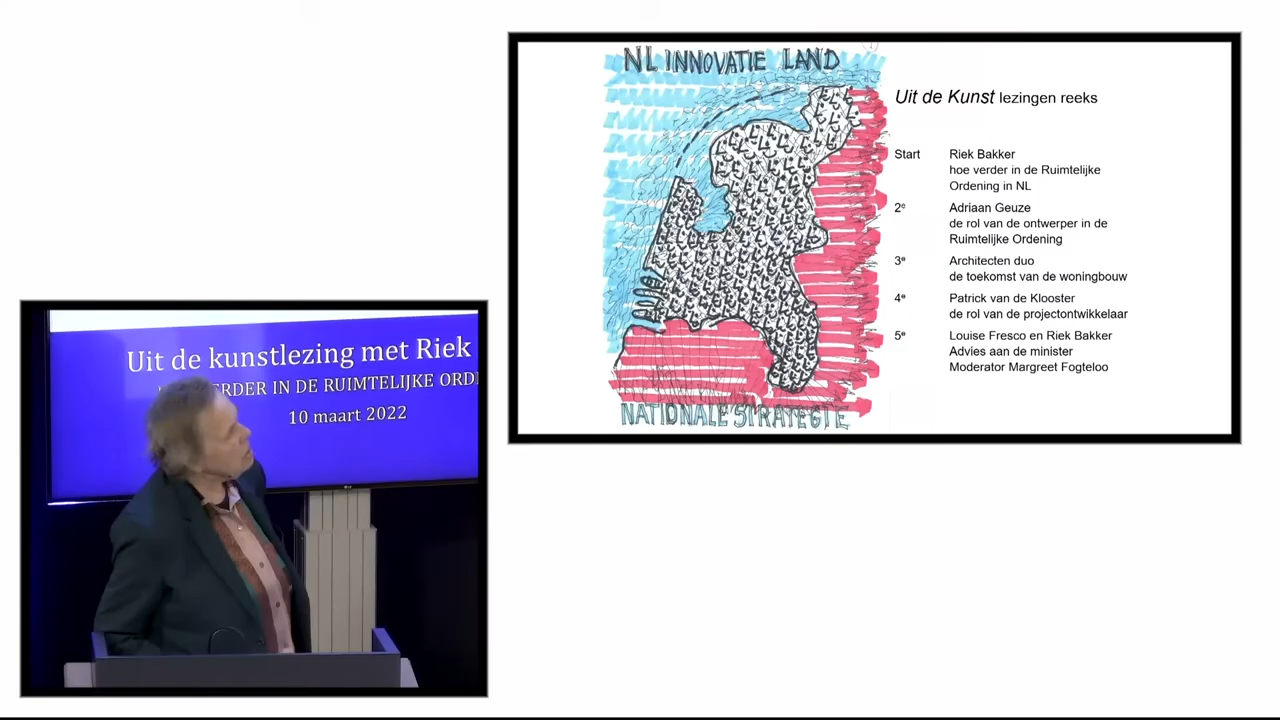 NL INNOVATIE LAND
NATIONALE STRATEGIE
Uit de Kunst lezingen reeks
Start Riek Bakker
hoe verder in de Ruimtelijke
Ordening in NL
2e Adriaan Geuze
de rol van de ontwerper in de
Ruimtelijke Ordening
3e Architecten duo
de toekomst van de woningbouw
4e Patrick van de Klooster
de rol van de projectontwikkelaar
5e Louise Fresco en Riek Bakker
Advies aan de minister
Moderator Margreet Fogteloo
Uit de kunstlezing met Riek
ERDER IN DE RUIMTELIJKE ORD
10 maart 2022
LG